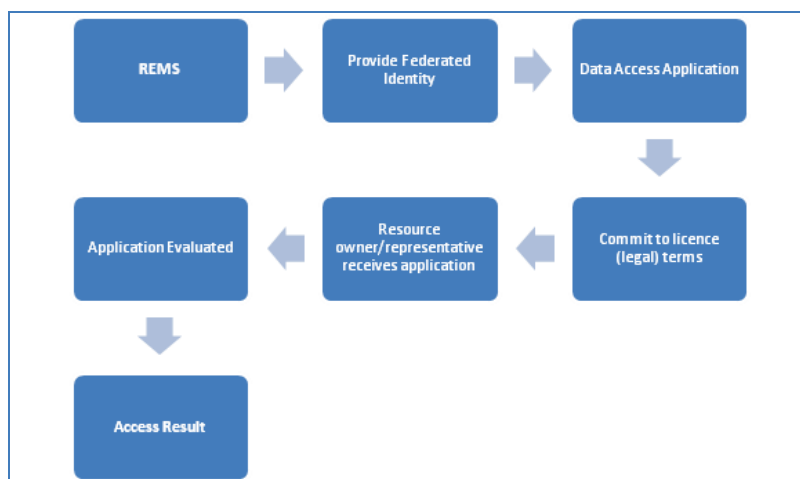 REMS
Provide Federated
Identity
Data Access Application
Commit to licence
(legal) terms
Resource
owner/representative
receives application
Application Evaluated
Access Result